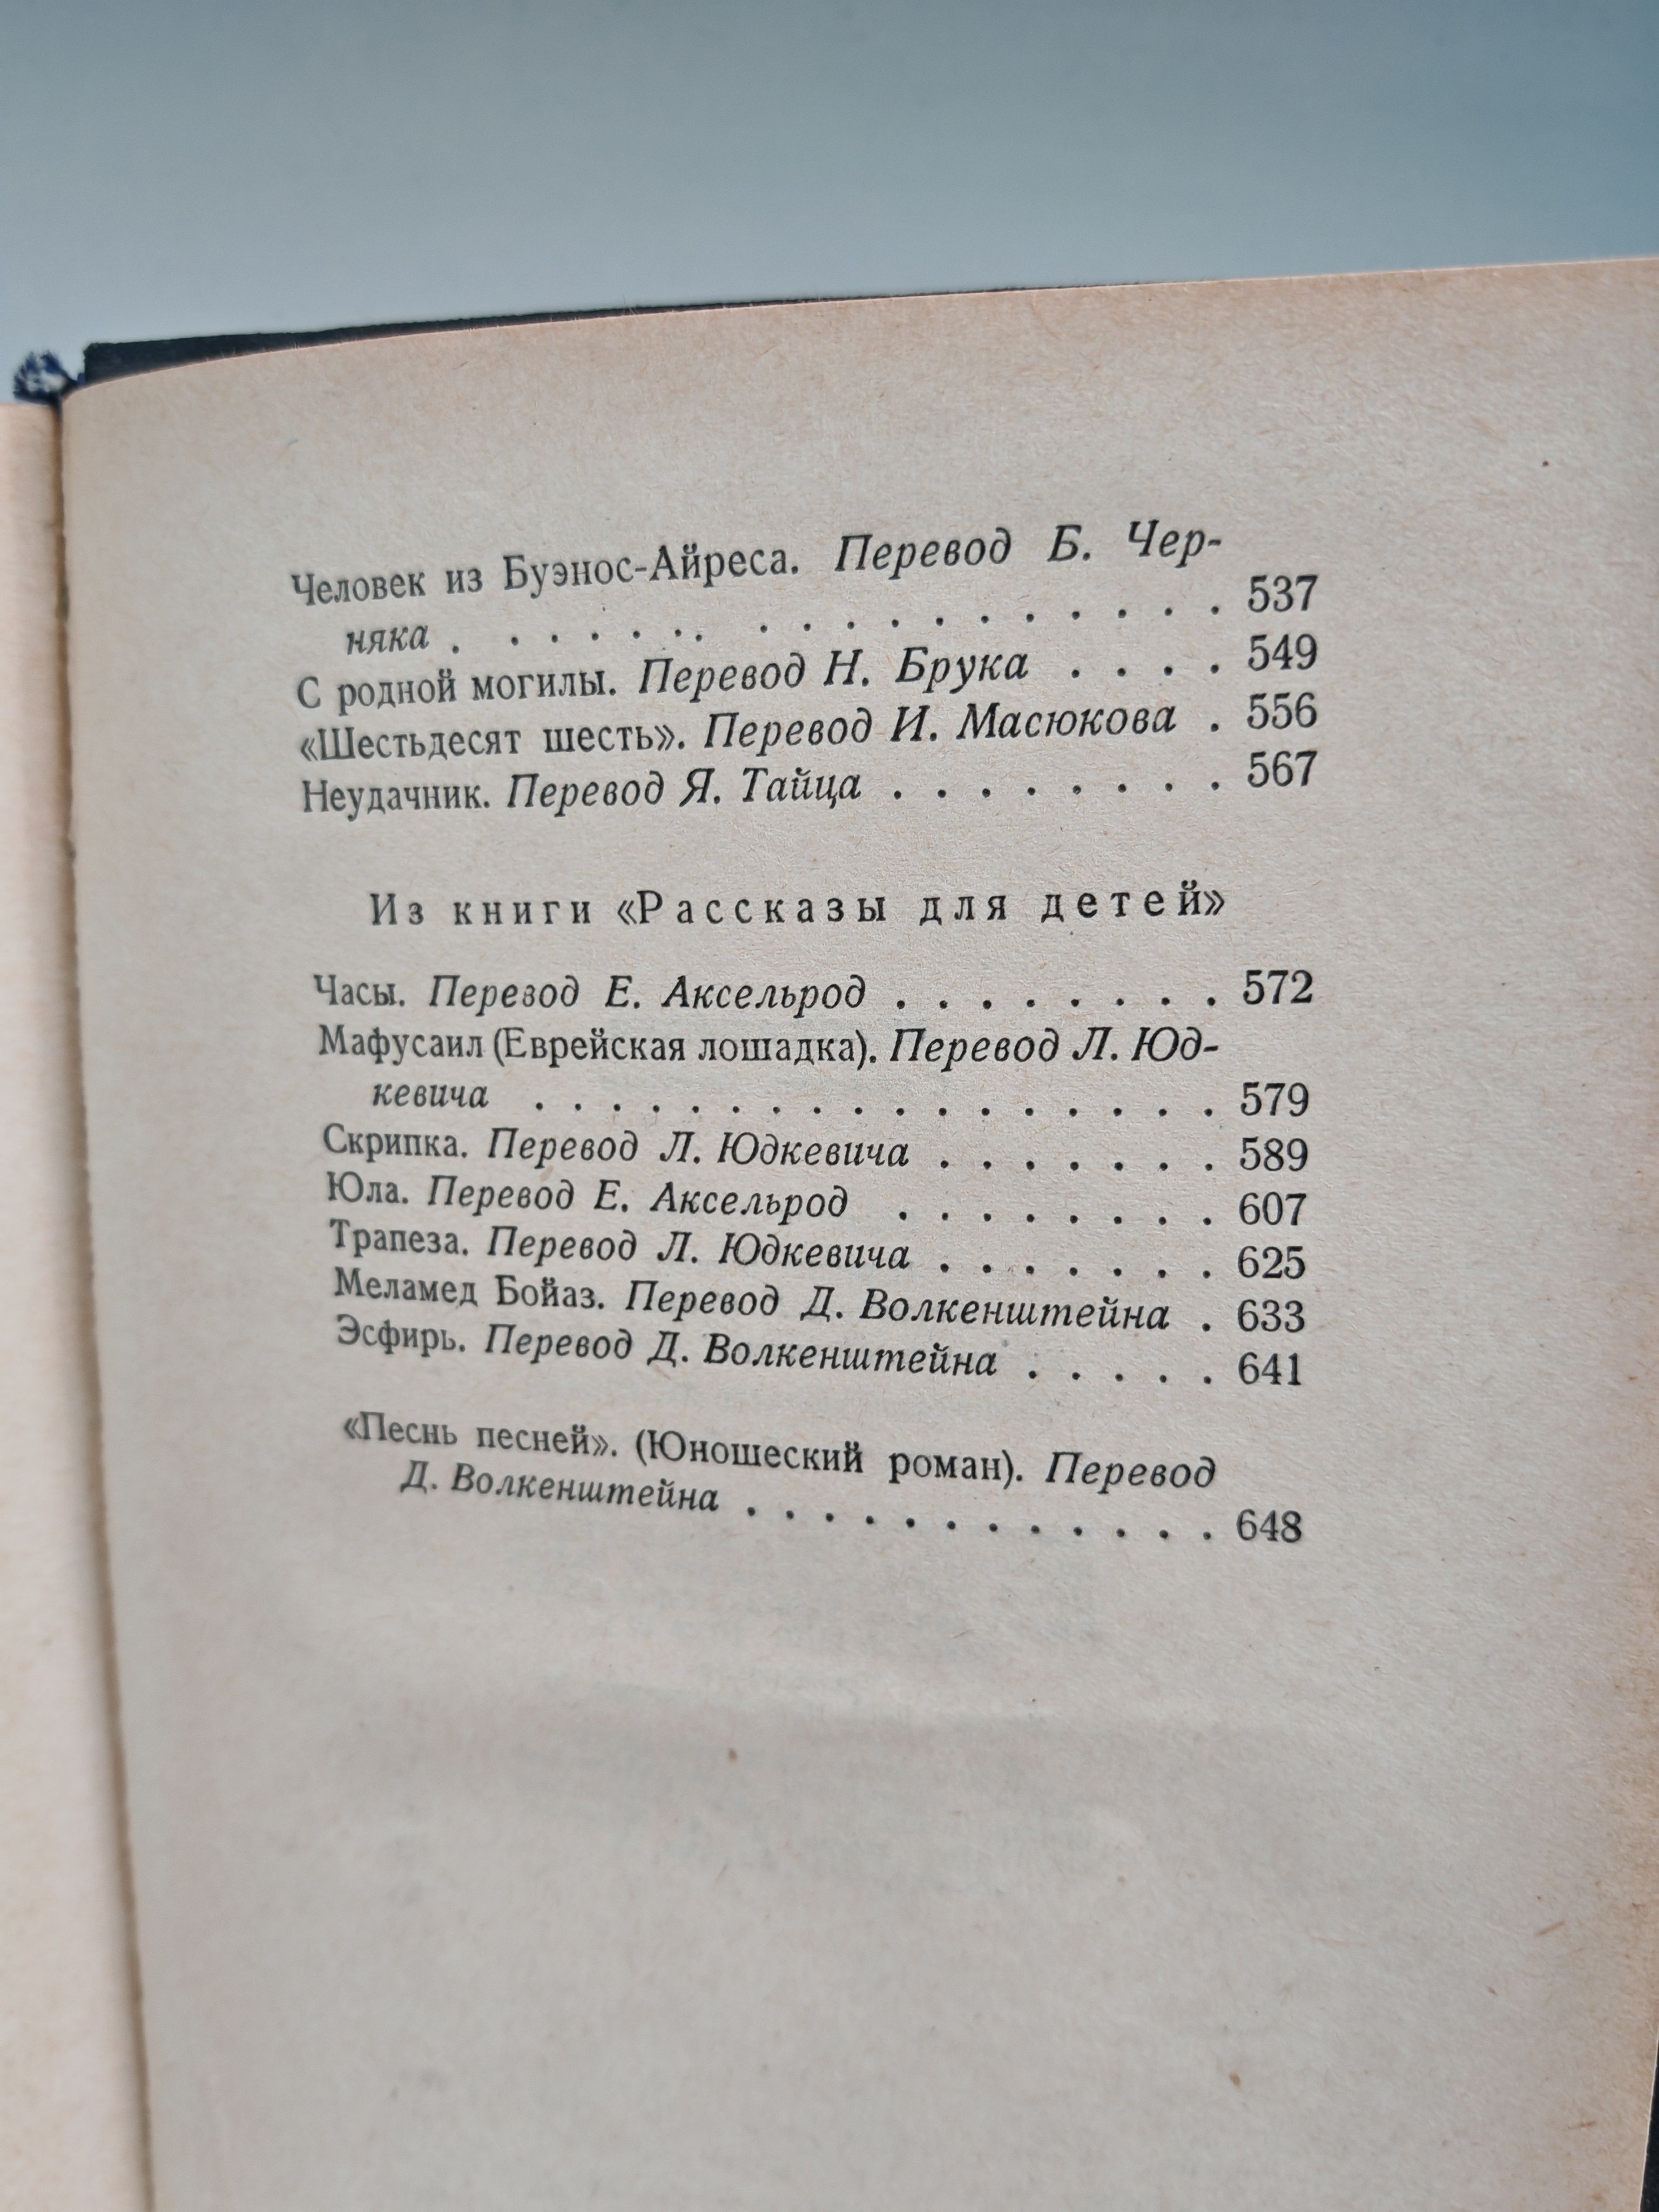 Человек из Буэнос-Айреса. Перевод Б. Чер-
няка . . . . . . . . . . . . . . . . . . 537
С родной могилы. Перевод Н. Брука . . . . 549
«Шестьдесят шесть». Перевод И. Масюкова . 556
Неудачник. Перевод Я. Тайца . . . . . . . . 567
Из книги «Рассказы для детей»
Часы. Перевод Е. Аксельрод . . . . . . . . 572
Мафусаил (Еврейская лошадка). Перевод Л. Юд-
кевича . . . . . . . . . . . . . . . . . 579
Скрипка. Перевод Л. Юдкевича . . . . . . . 589
Юла. Перевод Е. Аксельрод . . . . . . . . 607
Трапеза. Перевод Л. Юдкевича . . . . . . . 625
Меламед Бойаз. Перевод Д. Волкенштейна . 633
Эсфирь. Перевод Д. Волкенштейна . . . . . 641
«Песнь песней». (Юношеский роман). Перевод
Д. Волкенштейна . . . . . . . . . . . . 648